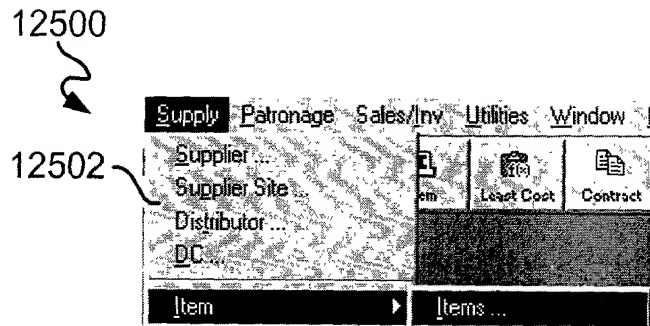 12500
Supply Patronage Sales/Inv Utilities Window
12502
Supplier ...
Supplier Site ...
Distributor ...
DC ...
Least Cost Contract
Item Items ...